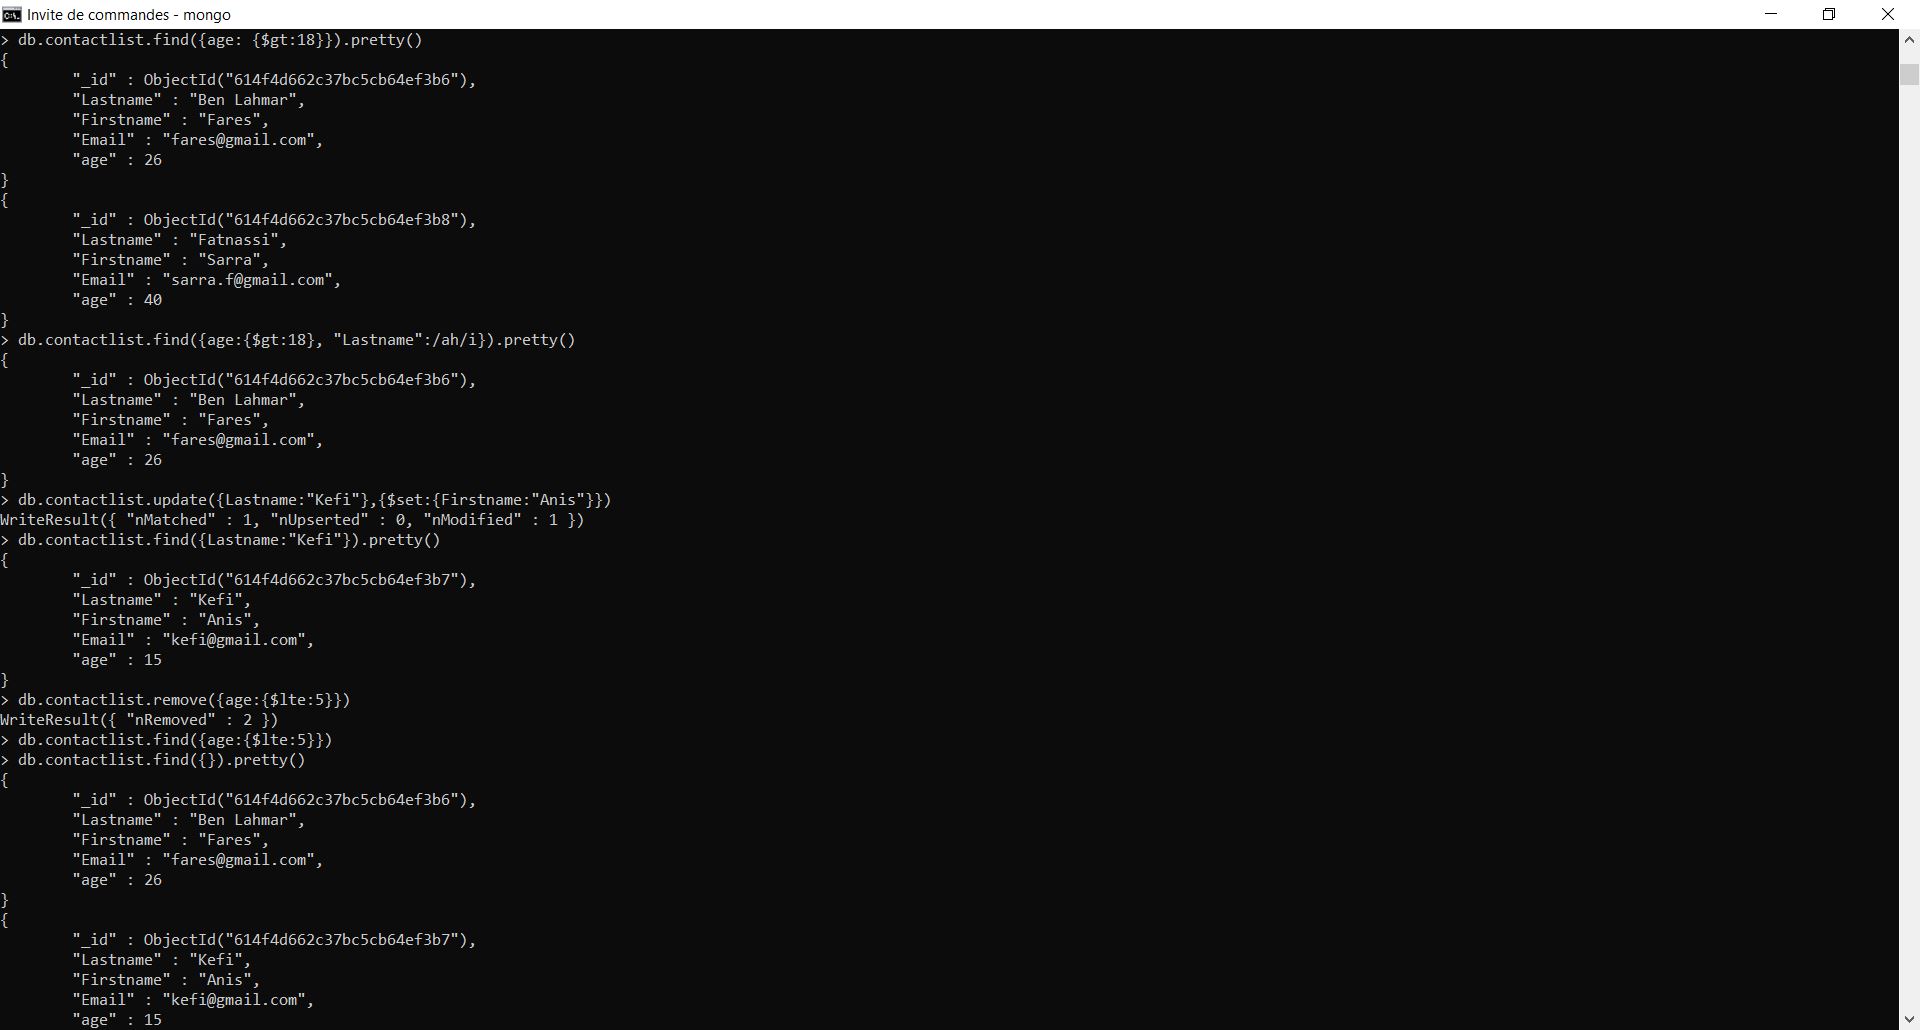 Invite de commandes - mongo
> db.contactlist.find({age: {$gt:18}}).pretty()
{
        "_id" : ObjectId("614f4d662c37bc5cb64ef3b6"),
        "Lastname" : "Ben Lahmar",
        "Firstname" : "Fares",
        "Email" : "fares@gmail.com",
        "age" : 26
}
{
        "_id" : ObjectId("614f4d662c37bc5cb64ef3b8"),
        "Lastname" : "Fatnassi",
        "Firstname" : "Sarra",
        "Email" : "sarra.f@gmail.com",
        "age" : 40
}
> db.contactlist.find({age:{$gt:18}, "Lastname":/ah/i}).pretty()
{
        "_id" : ObjectId("614f4d662c37bc5cb64ef3b6"),
        "Lastname" : "Ben Lahmar",
        "Firstname" : "Fares",
        "Email" : "fares@gmail.com",
        "age" : 26
}
> db.contactlist.update({Lastname:"Kefi"},{$set:{Firstname:"Anis"}})
WriteResult({ "nMatched" : 1, "nUpserted" : 0, "nModified" : 1 })
> db.contactlist.find({Lastname:"Kefi"}).pretty()
{
        "_id" : ObjectId("614f4d662c37bc5cb64ef3b7"),
        "Lastname" : "Kefi",
        "Firstname" : "Anis",
        "Email" : "kefi@gmail.com",
        "age" : 15
}
> db.contactlist.remove({age:{$lte:5}})
WriteResult({ "nRemoved" : 2 })
> db.contactlist.find({age:{$lte:5}})
> db.contactlist.find({}).pretty()
{
        "_id" : ObjectId("614f4d662c37bc5cb64ef3b6"),
        "Lastname" : "Ben Lahmar",
        "Firstname" : "Fares",
        "Email" : "fares@gmail.com",
        "age" : 26
}
{
        "_id" : ObjectId("614f4d662c37bc5cb64ef3b7"),
        "Lastname" : "Kefi",
        "Firstname" : "Anis",
        "Email" : "kefi@gmail.com",
        "age" : 15